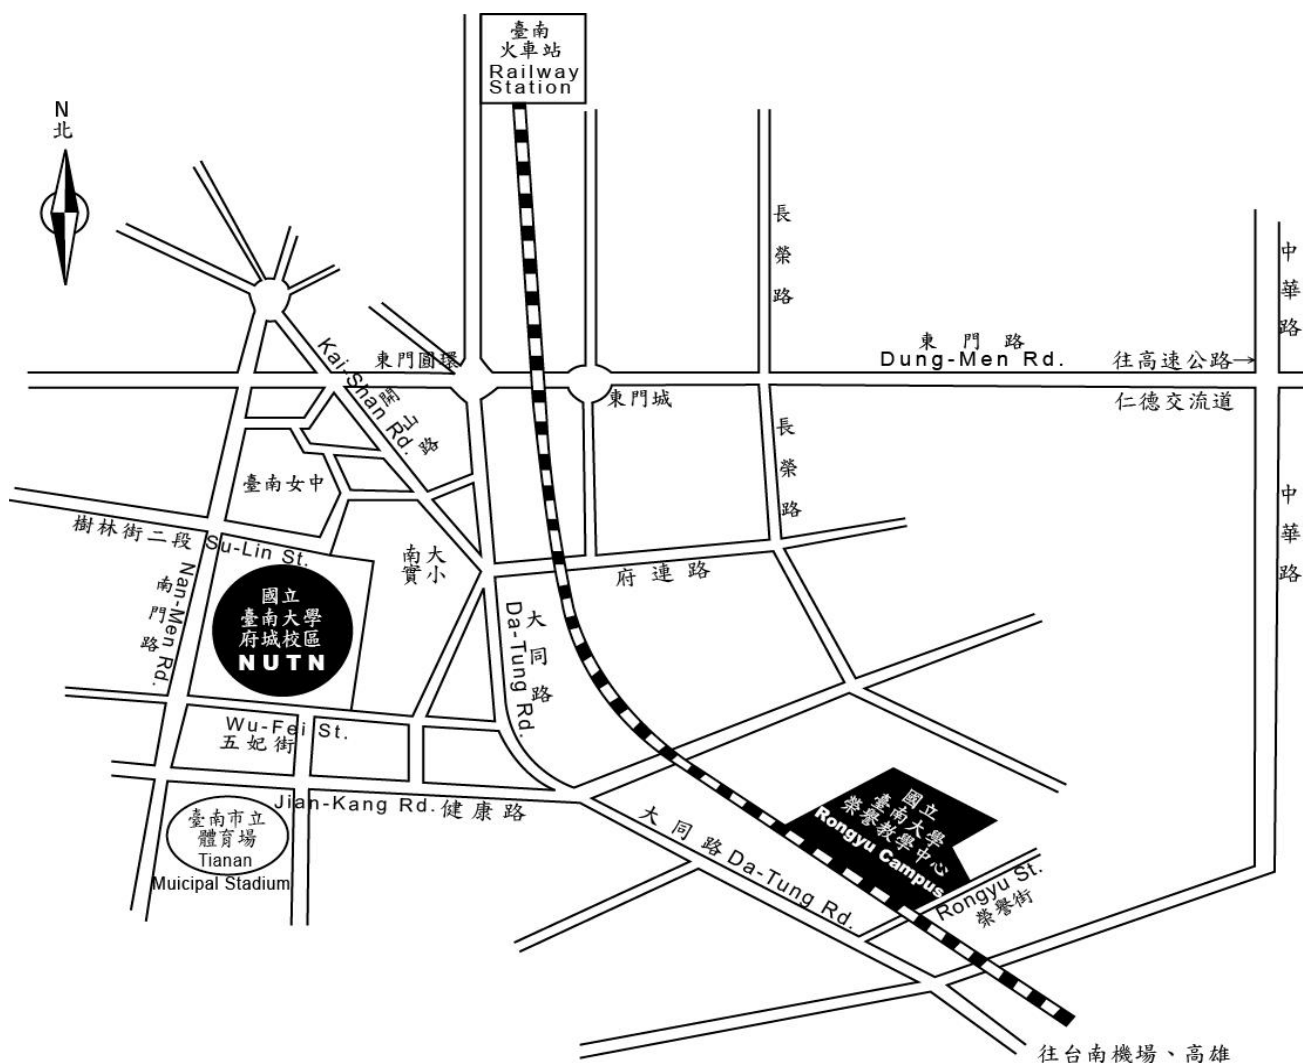 臺南
火車站
Railway
Station
N
北
長榮路
中華路
東門路
Dung-Men Rd.
往高速公路→
東門圓環
Kai-Shan Rd.
開山路
東門城
仁德交流道
長榮路
中華路
臺南女中
樹林街二段
Su-Lin St.
南大
實小
府連路
Nan-Men Rd.
南門路
國立
臺南大學
府城校區
NUTN
大同路
Da-Tung Rd.
Wu-Fei St.
五妃街
Jian-Kang Rd. 健康路
臺南市立
體育場
Tianan
Muicipal Stadium
大同路 Da-Tung Rd.
國立
臺南大學
榮譽教學中心
Rongyu Campus
Rongyu St.
榮譽街
往台南機場、高雄